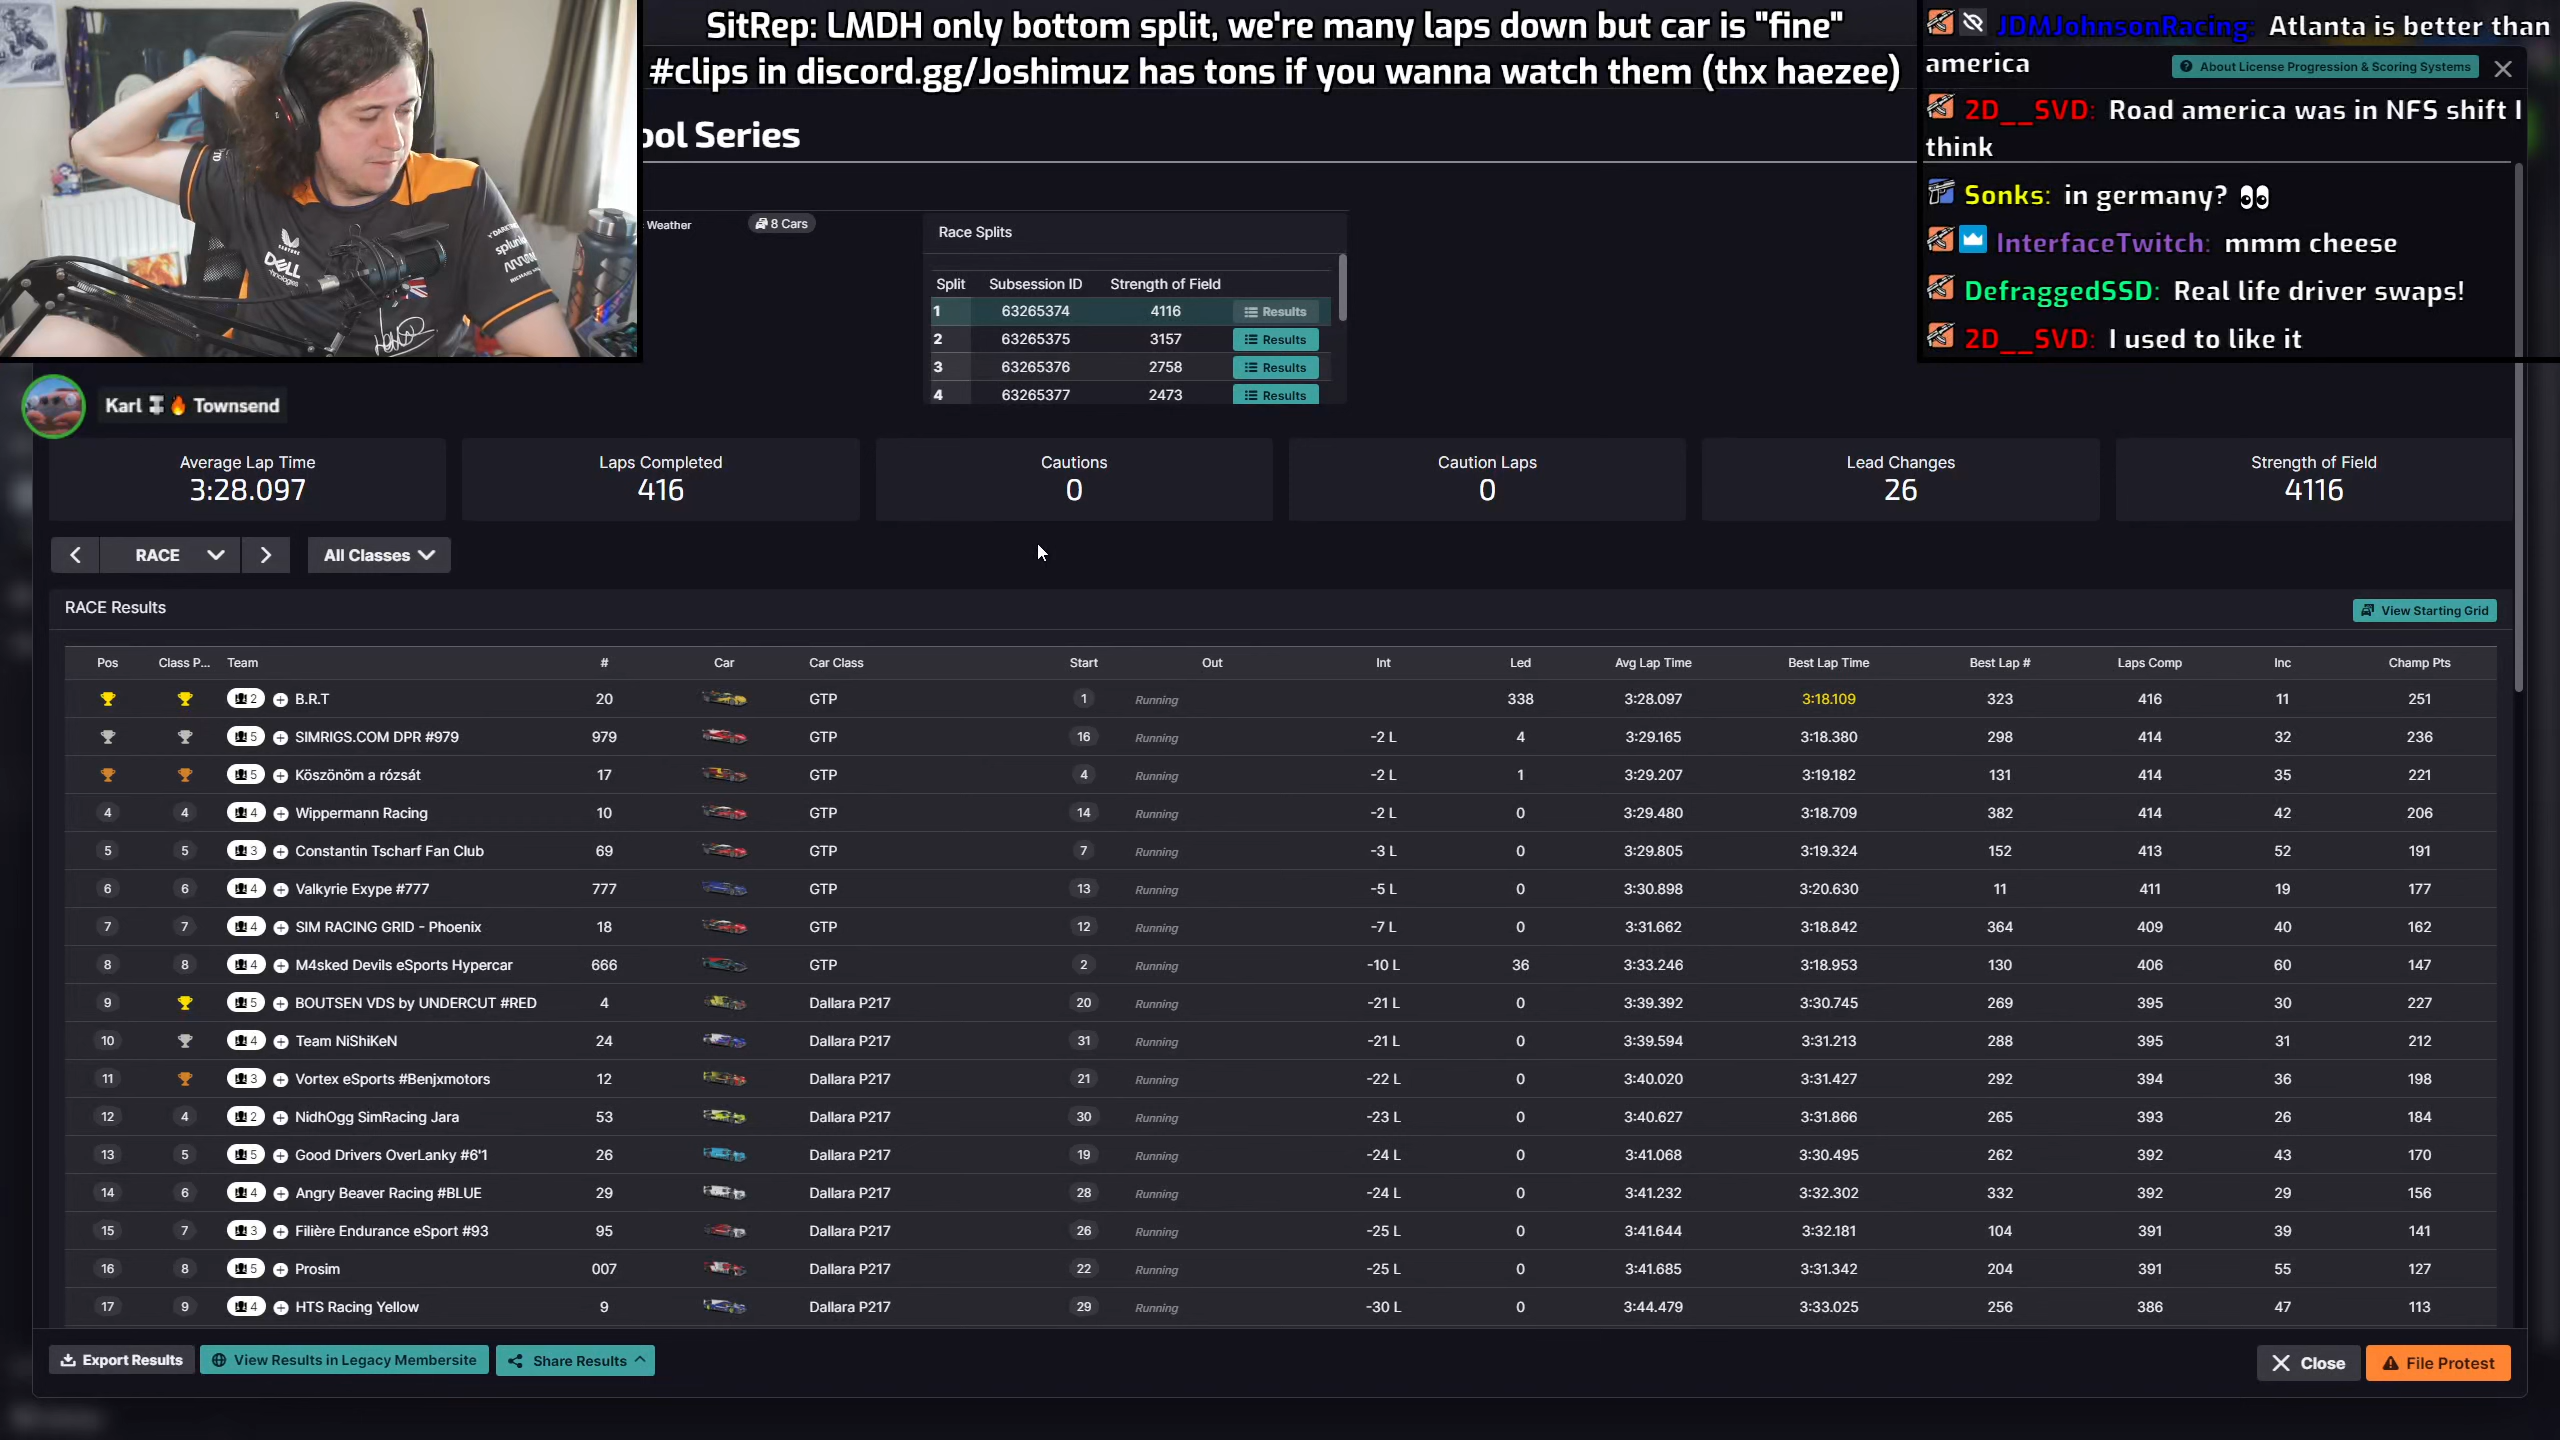 SitRep: LMDH only bottom split, we're many laps down but car is "fine"
#clips in discord.gg/Joshimuz has tons if you wanna watch them (thx haezee)
JDMJohnsonRacing: Atlanta is better than
america
About License Progression & Scoring Systems
2D__SVD: Road america was in NFS shift I
think
Sonks: in germany?
InterfaceTwitch: mmm cheese
DefraggedSSD: Real life driver swaps!
2D__SVD: I used to like it
ool Series
Weather
8 Cars
Race Splits
Split Subsession ID Strength of Field
1 63265374 4116 Results
2 63265375 3157 Results
3 63265376 2758 Results
4 63265377 2473 Results
DELL
Technologies
splunk>
Karl Townsend
Average Lap Time
3:28.097
Laps Completed
416
Cautions
0
Caution Laps
0
Lead Changes
26
Strength of Field
4116
RACE
All Classes
RACE Results
View Starting Grid
Pos Class P... Team # Car Car Class Start Out Int Led Avg Lap Time Best Lap Time Best Lap # Laps Comp Inc Champ Pts
2 B.R.T 20 GTP 1 Running 338 3:28.097 3:18.109 323 416 11 251
5 SIMRIGS.COM DPR #979 979 GTP 16 Running -2 L 4 3:29.165 3:18.380 298 414 32 236
5 Köszönöm a rózsát 17 GTP 4 Running -2 L 1 3:29.207 3:19.182 131 414 35 221
4 4 4 Wippermann Racing 10 GTP 14 Running -2 L 0 3:29.480 3:18.709 382 414 42 206
5 5 3 Constantin Tscharf Fan Club 69 GTP 7 Running -3 L 0 3:29.805 3:19.324 152 413 52 191
6 6 4 Valkyrie Exype #777 777 GTP 13 Running -5 L 0 3:30.898 3:20.630 11 411 19 177
7 7 4 SIM RACING GRID - Phoenix 18 GTP 12 Running -7 L 0 3:31.662 3:18.842 364 409 40 162
8 8 4 M4sked Devils eSports Hypercar 666 GTP 2 Running -10 L 36 3:33.246 3:18.953 130 406 60 147
9 5 BOUTSEN VDS by UNDERCUT #RED 4 Dallara P217 20 Running -21 L 0 3:39.392 3:30.745 269 395 30 227
10 4 Team NiShiKeN 24 Dallara P217 31 Running -21 L 0 3:39.594 3:31.213 288 395 31 212
11 3 Vortex eSports #Benjxmotors 12 Dallara P217 21 Running -22 L 0 3:40.020 3:31.427 292 394 36 198
12 4 2 NidhOgg SimRacing Jara 53 Dallara P217 30 Running -23 L 0 3:40.627 3:31.866 265 393 26 184
13 5 5 Good Drivers OverLanky #6'1 26 Dallara P217 19 Running -24 L 0 3:41.068 3:30.495 262 392 43 170
14 6 4 Angry Beaver Racing #BLUE 29 Dallara P217 28 Running -24 L 0 3:41.232 3:32.302 332 392 29 156
15 7 3 Filière Endurance eSport #93 95 Dallara P217 26 Running -25 L 0 3:41.644 3:32.181 104 391 39 141
16 8 5 Prosim 007 Dallara P217 22 Running -25 L 0 3:41.685 3:31.342 204 391 55 127
17 9 4 HTS Racing Yellow 9 Dallara P217 29 Running -30 L 0 3:44.479 3:33.025 256 386 47 113
Export Results
View Results in Legacy Membersite
Share Results
Close
File Protest